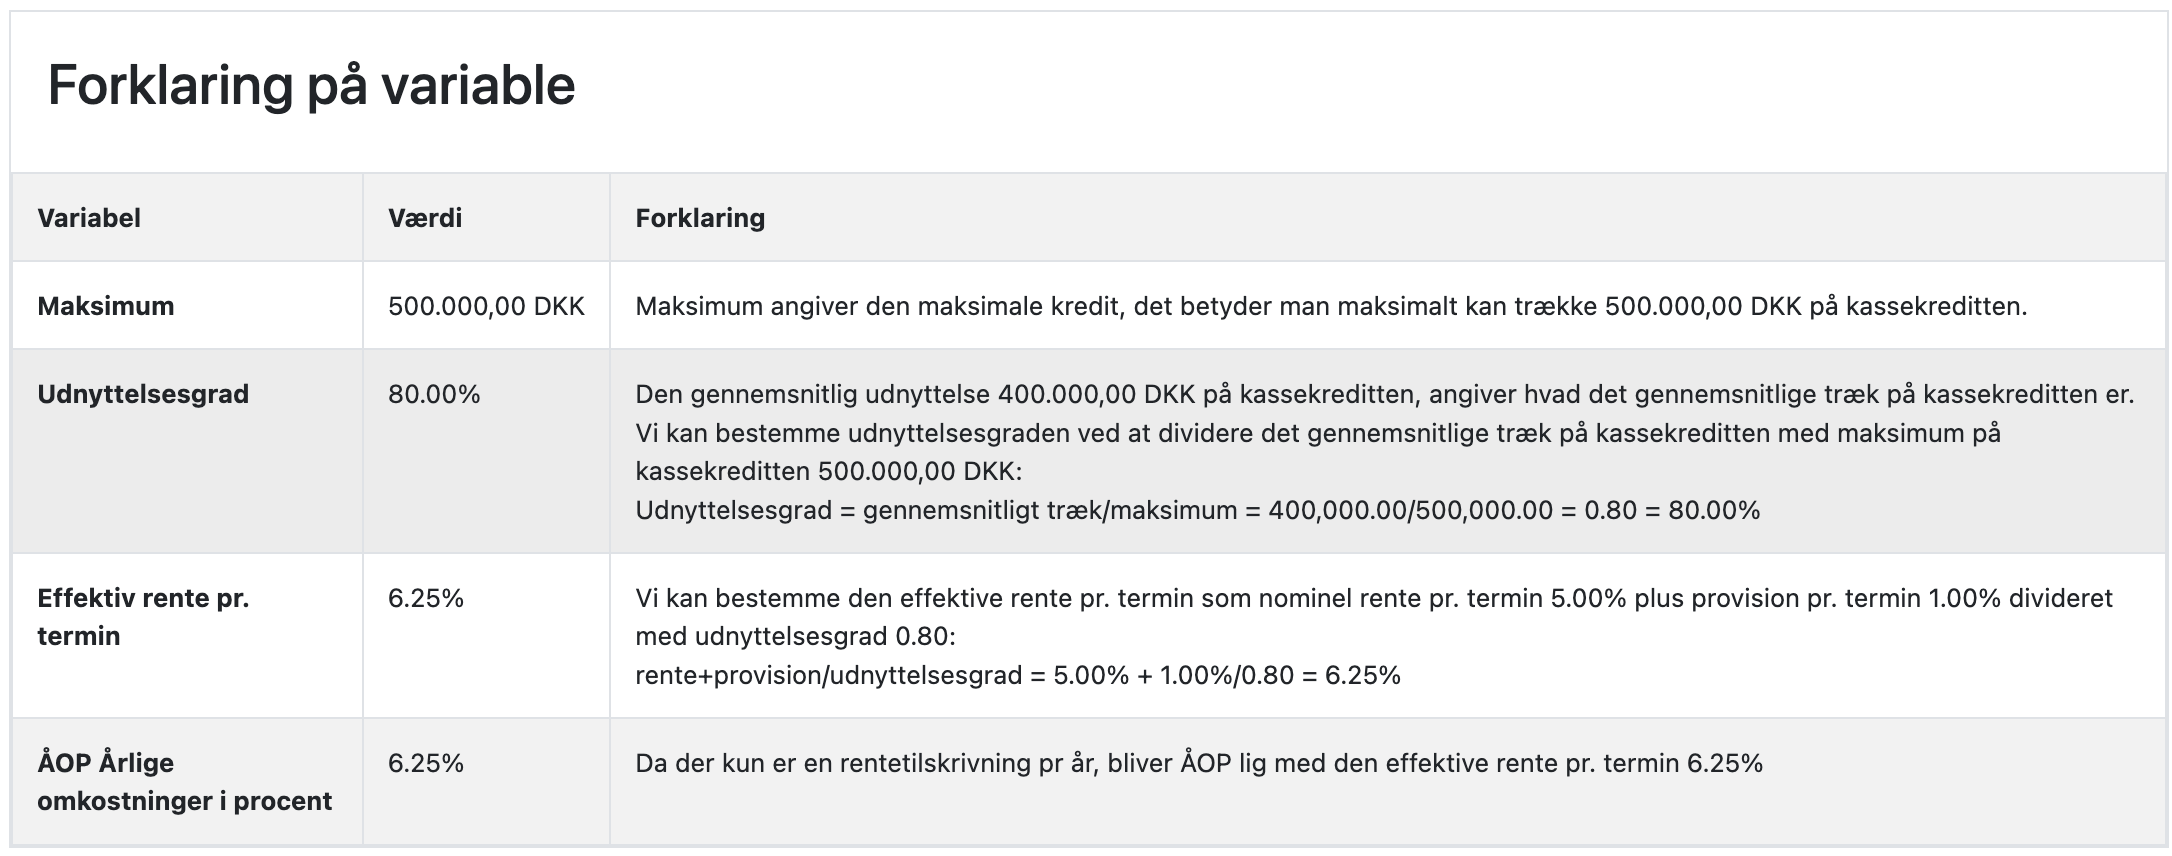 Forklaring på variable
Variabel Værdi Forklaring
Maksimum 500.000,00 DKK Maksimum angiver den maksimale kredit, det betyder man maksimalt kan trække 500.000,00 DKK på kassekreditten.
Udnyttelsesgrad 80.00% Den gennemsnitlig udnyttelse 400.000,00 DKK på kassekreditten, angiver hvad det gennemsnitlige træk på kassekreditten er.
Vi kan bestemme udnyttelsesgraden ved at dividere det gennemsnitlige træk på kassekreditten med maksimum på
kassekreditten 500.000,00 DKK:
Udnyttelsesgrad = gennemsnitligt træk/maksimum = 400,000.00/500,000.00 = 0.80 = 80.00%
Effektiv rente pr. 6.25% Vi kan bestemme den effektive rente pr. termin som nominel rente pr. termin 5.00% plus provision pr. termin 1.00% divideret
termin med udnyttelsesgrad 0.80:
rente+provision/udnyttelsesgrad = 5.00% + 1.00%/0.80 = 6.25%
ÅOP Årlige 6.25% Da der kun er en rentetilskrivning pr år, bliver ÅOP lig med den effektive rente pr. termin 6.25%
omkostninger i procent